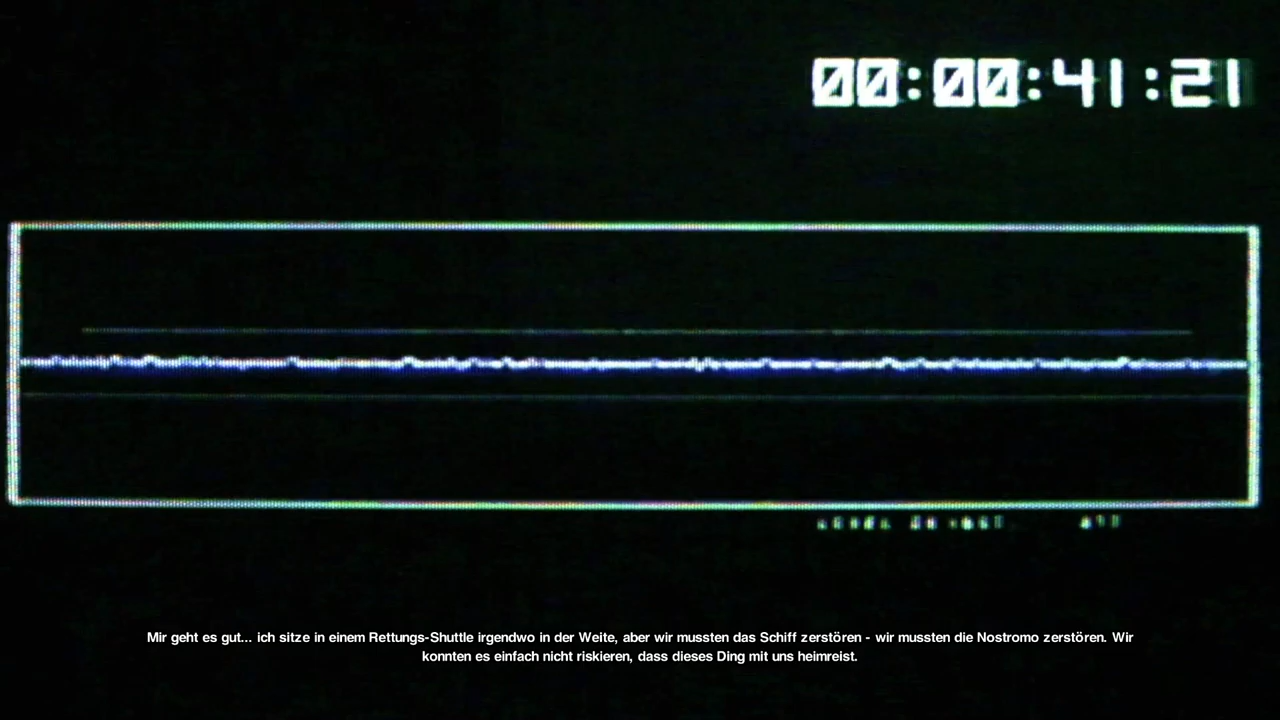 00:00:41:21
Mir geht es gut... ich sitze in einem Rettungs-Shuttle irgendwo in der Weite, aber wir mussten das Schiff zerstören - wir mussten die Nostromo zerstören. Wir
konnten es einfach nicht riskieren, dass dieses Ding mit uns heimreist.